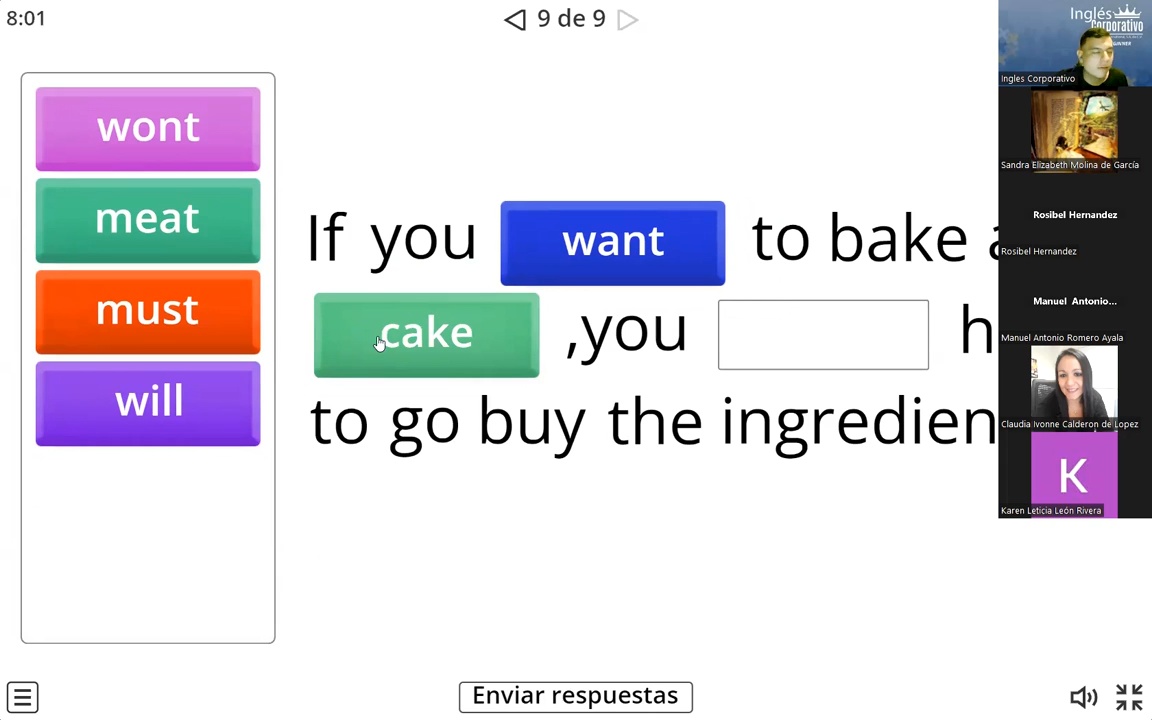 8:01
9 de 9
wont
meat
must
will
If you want to bake a
cake ,you h
to go buy the ingredien
Enviar respuestas
Inglés
Corporativo
Ingles Corporativo
Sandra Elizabeth Molina de García
Rosibel Hernandez
Rosibel Hernandez
Manuel Antonio...
Manuel Antonio Romero Ayala
Claudia Ivonne Calderon de Lopez
K
Karen Leticia León Rivera